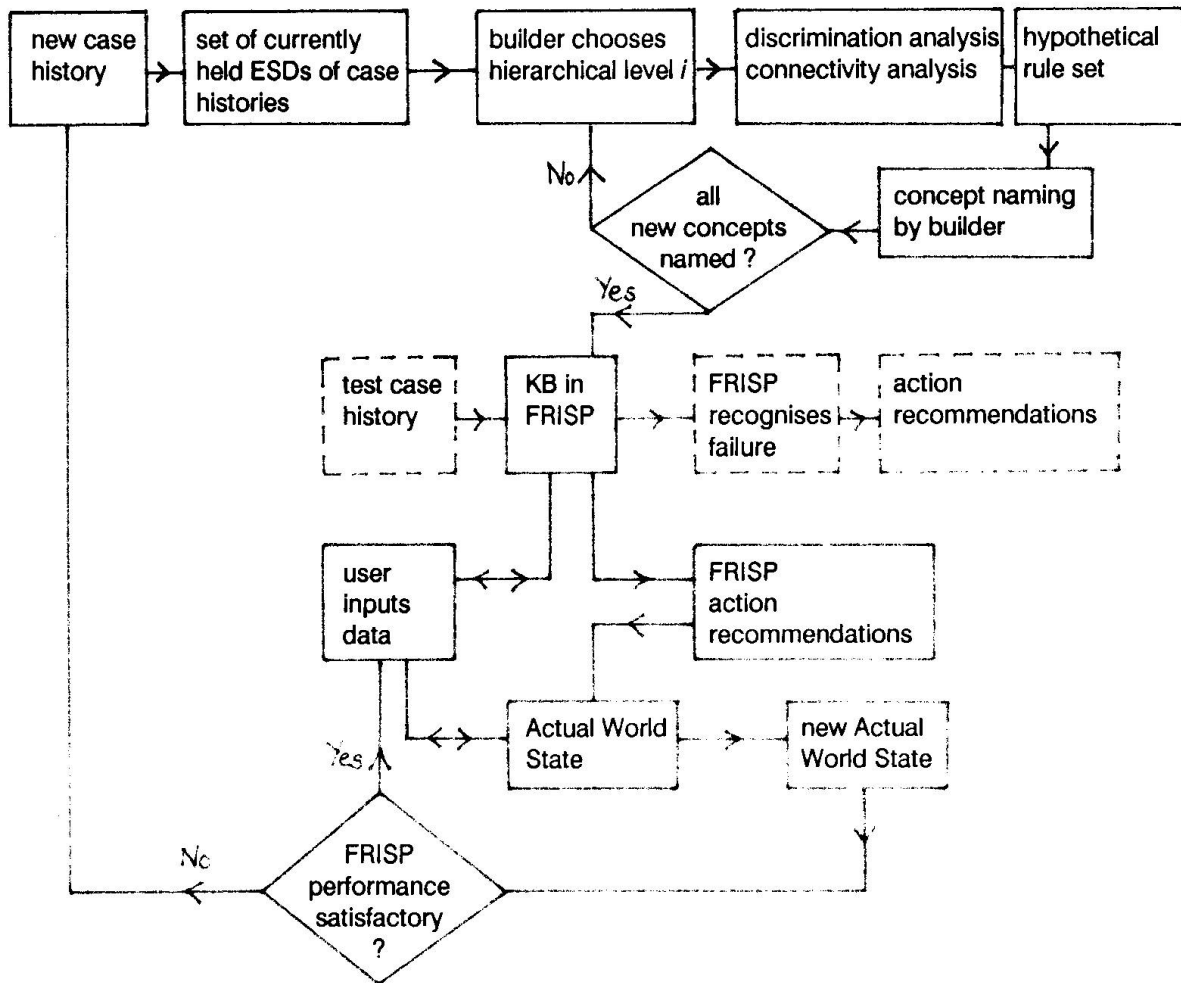 new case
history
set of currently
held ESDs of case
histories
builder chooses
hierarchical level i
discrimination analysis
connectivity analysis
hypothetical
rule set
No
all
new concepts
named ?
concept naming
by builder
Yes
test case
history
KB in
FRISP
FRISP
recognises
failure
action
recommendations
user
inputs
data
FRISP
action
recommendations
Actual World
State
new Actual
World State
Yes
No
FRISP
performance
satisfactory
?